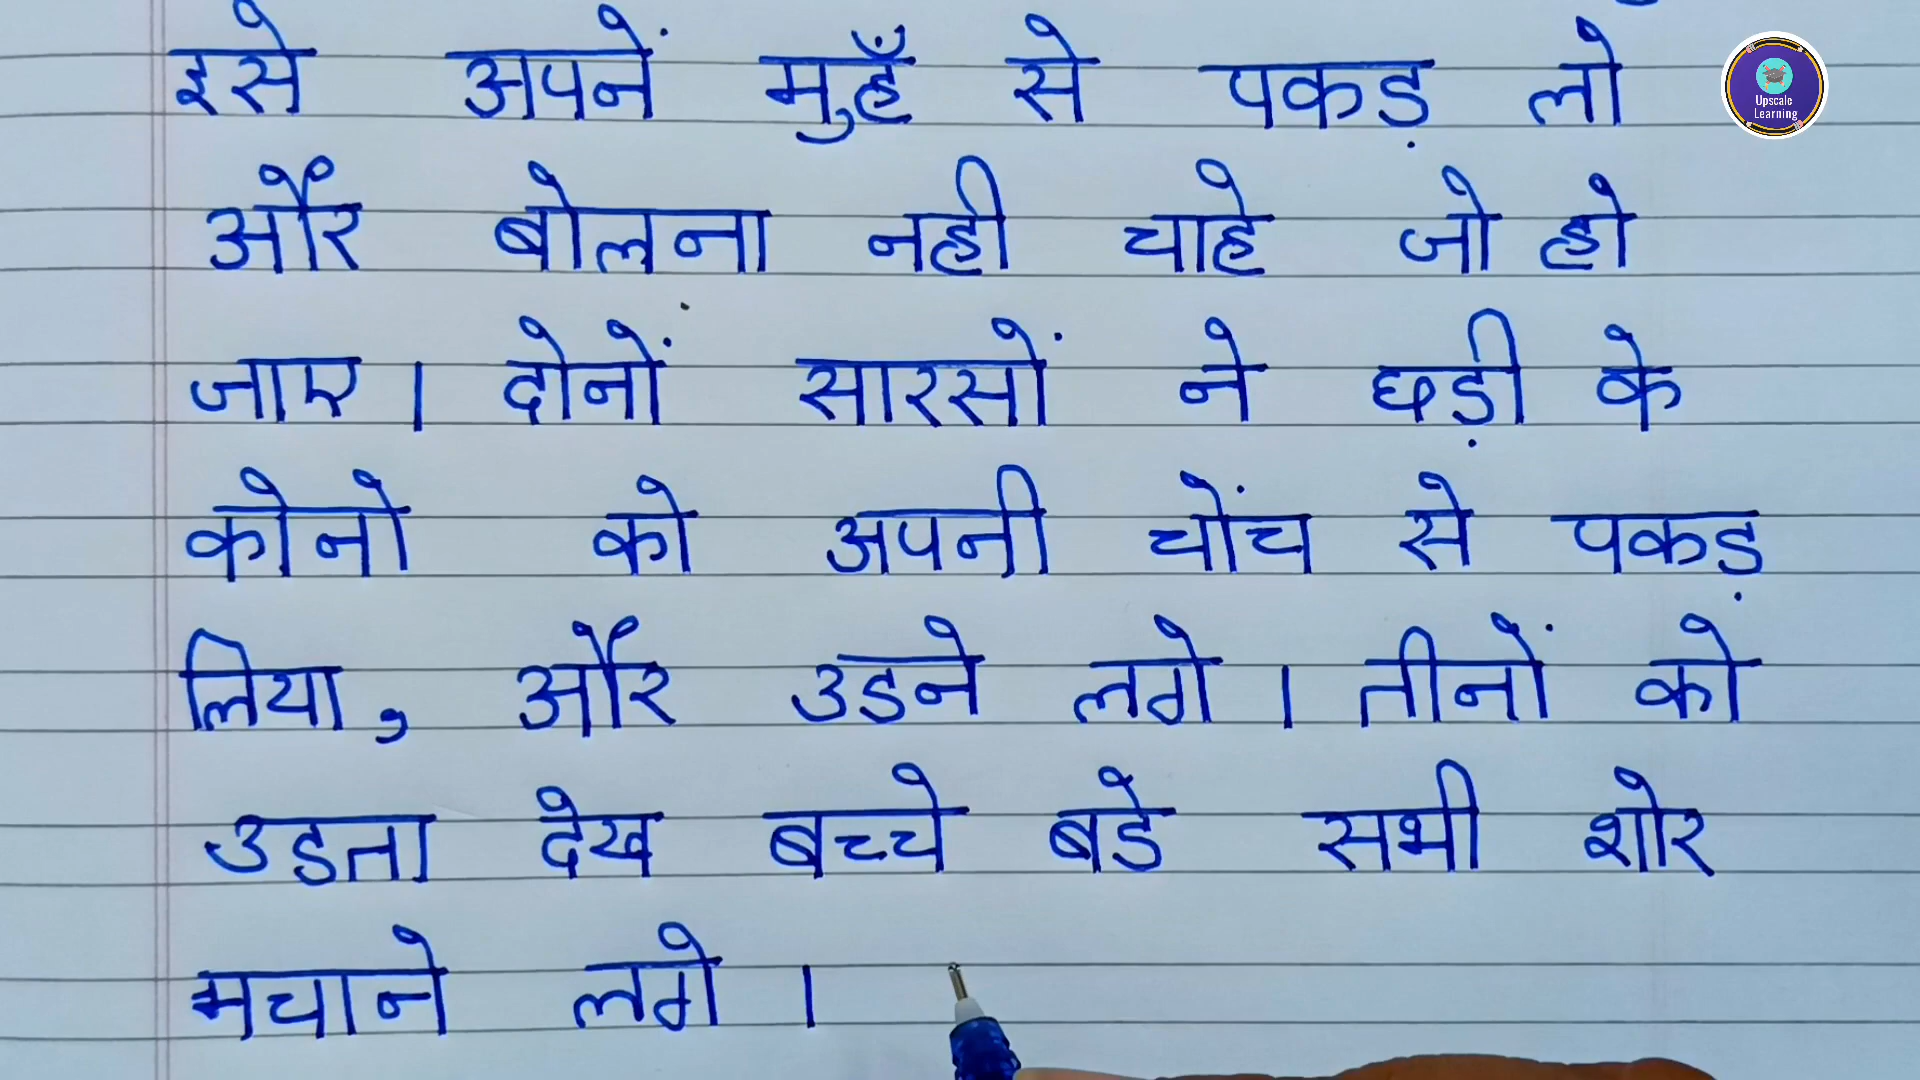 इसे अपनें मुहँ से पकड़ लो
और बोलना नही चाहे जो हो
जाए। दोनों सारसों ने छड़ी के
कोनो को अपनी चोंच से पकड़
लिया, और उडने लगे। तीनों को
उडता देख बच्चे बडे सभी शोर
मचाने लगे।
Upscale
Learning